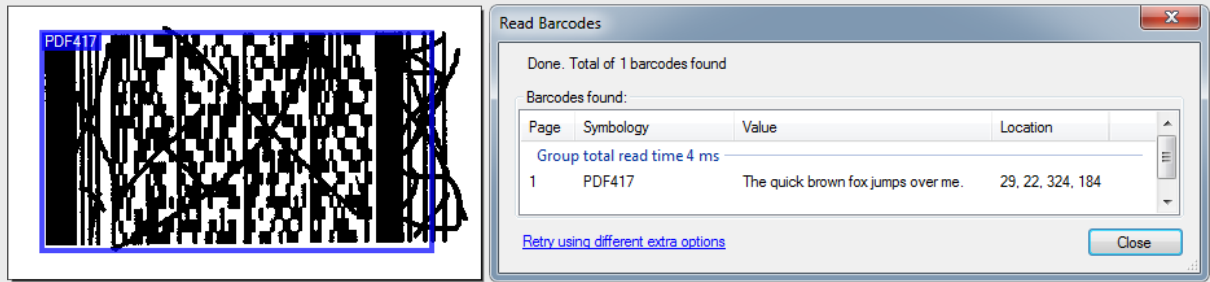 PDF417
Read Barcodes
Done. Total of 1 barcodes found
Barcodes found:
Page Symbology Value Location
Group total read time 4 ms
1 PDF417 The quick brown fox jumps over me. 29, 22, 324, 184
Retry using different extra options
Close